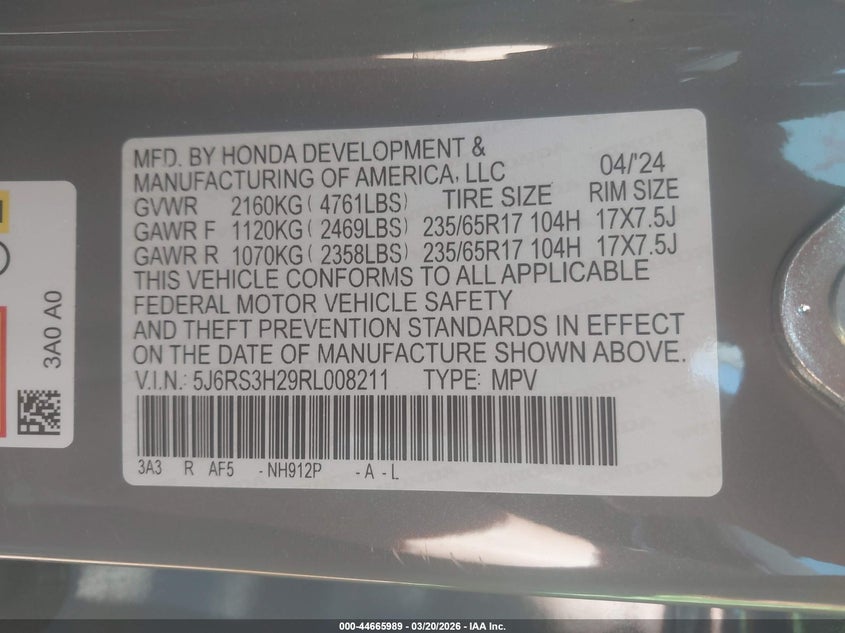 MFD. BY HONDA DEVELOPMENT &
MANUFACTURING OF AMERICA, LLC 04/'24
GVWR 2160KG ( 4761LBS) TIRE SIZE RIM SIZE
GAWR F 1120KG ( 2469LBS) 235/65R17 104H 17X7.5J
GAWR R 1070KG ( 2358LBS) 235/65R17 104H 17X7.5J
THIS VEHICLE CONFORMS TO ALL APPLICABLE
FEDERAL MOTOR VEHICLE SAFETY
AND THEFT PREVENTION STANDARDS IN EFFECT
ON THE DATE OF MANUFACTURE SHOWN ABOVE.
V.I.N.: 5J6RS3H29RL008211 TYPE: MPV
3A3 R AF5 -NH912P -A -L
3A0 A0
000-44665989 - 03/20/2026 - IAA Inc.